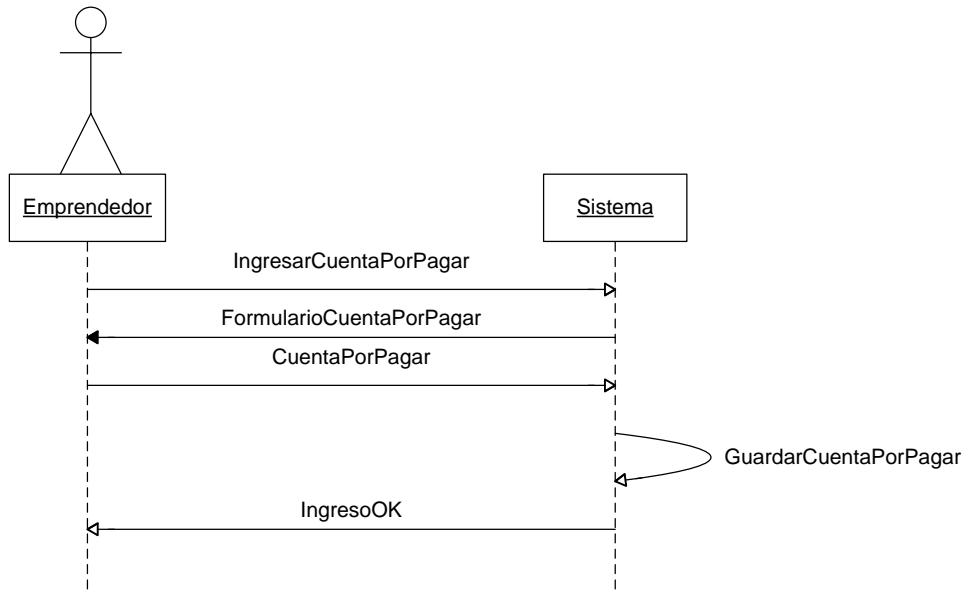 Emprendedor
Sistema
IngresarCuentaPorPagar
FormularioCuentaPorPagar
CuentaPorPagar
GuardarCuentaPorPagar
IngresoOK